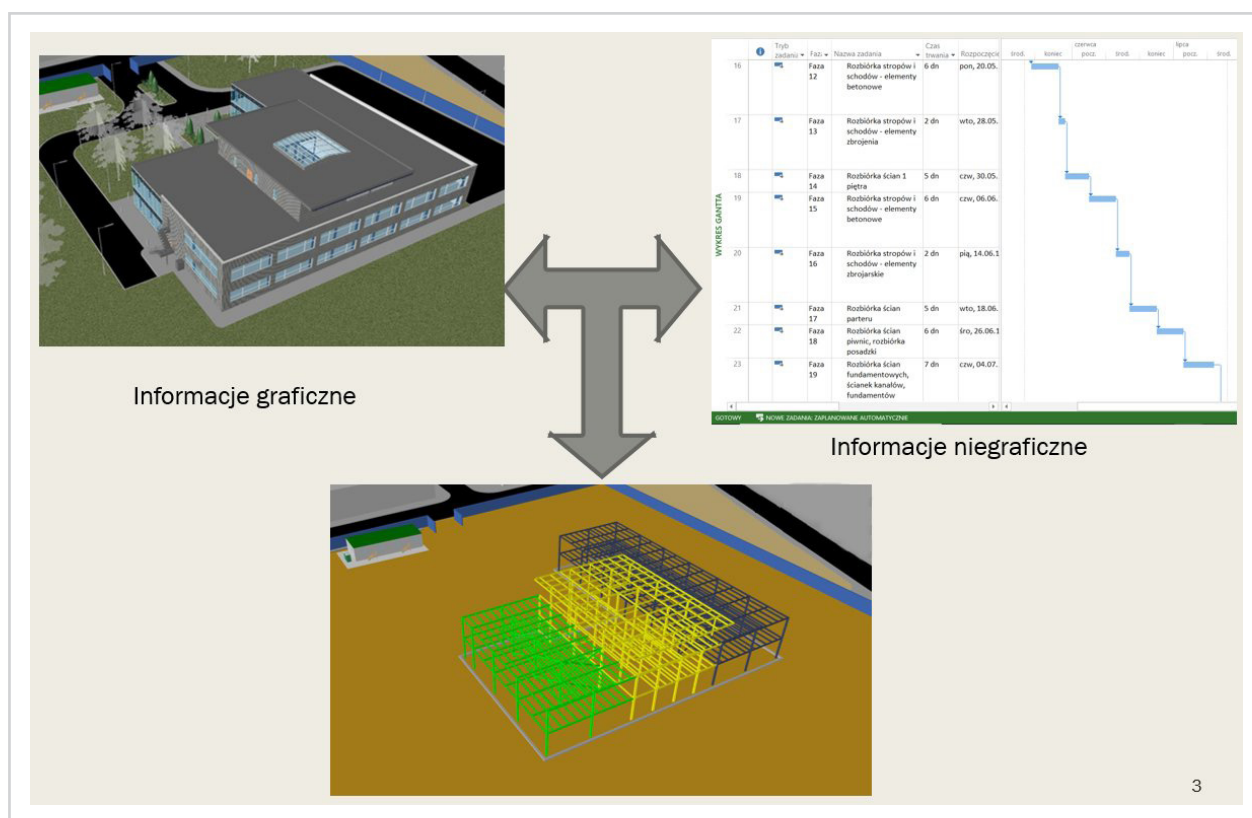 Tryb
zadania
Faza
Nazwa zadania
Czas
trwania
Rozpoczęcie
czerwca
lipca
środ.
koniec
pocz.
środ.
koniec
pocz.
środ.
16
Faza
12
Rozbiórka stropów i
schodów - elementy
betonowe
6 dn
pon, 20.05.
17
Faza
13
Rozbiórka stropów i
schodów - elementy
zbrojenia
2 dn
wto, 28.05.
18
Faza
14
Rozbiórka ścian 1
piętra
5 dn
czw, 30.05.
19
Faza
15
Rozbiórka stropów i
schodów - elementy
betonowe
6 dn
czw, 06.06.
20
Faza
16
Rozbiórka stropów i
schodów - elementy
zbrojarskie
2 dn
pią, 14.06.1
21
Faza
17
Rozbiórka ścian
parteru
5 dn
wto, 18.06.
22
Faza
18
Rozbiórka ścian
piwnic, rozbiórka
posadzki
6 dn
śro, 26.06.1
23
Faza
19
Rozbiórka ścian
fundamentowych,
ścianek kanałów,
fundamentów
7 dn
czw, 04.07.
WYKRES GANTTA
GOTOWY
NOWE ZADANIA: ZAPLANOWANE AUTOMATYCZNIE
Informacje graficzne
Informacje niegraficzne
3